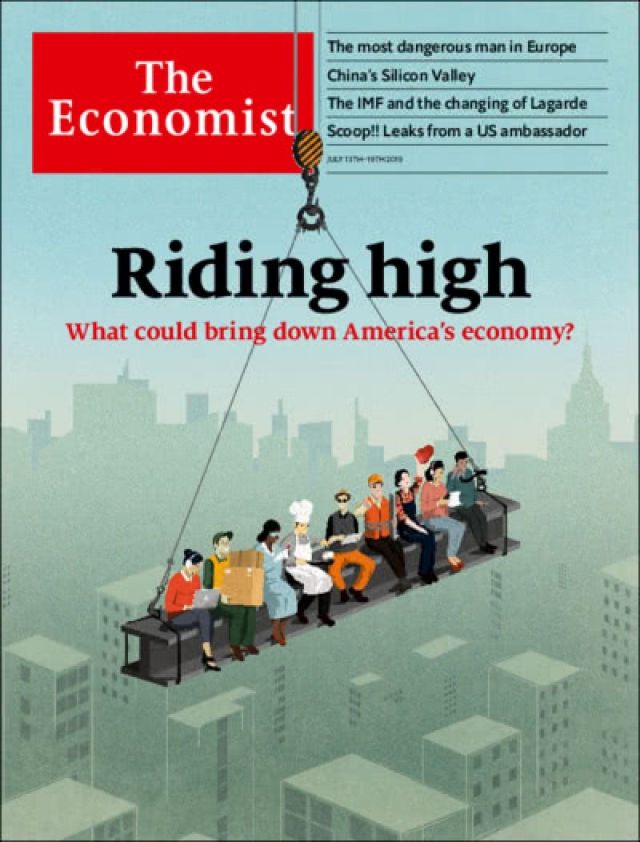 The
Economist
The most dangerous man in Europe
China's Silicon Valley
The IMF and the changing of Lagarde
Scoop!! Leaks from a US ambassador
JULY 13TH–19TH 2019
Riding high
What could bring down America's economy?